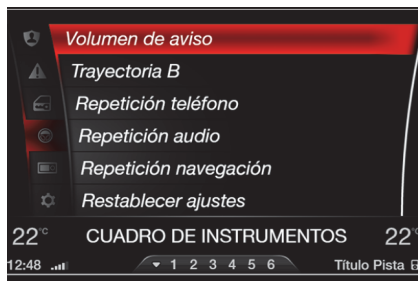 Volumen de aviso
Trayectoria B
Repetición teléfono
Repetición audio
Repetición navegación
Restablecer ajustes
22°C CUADRO DE INSTRUMENTOS 22°C
12:48 1 2 3 4 5 6 Título Pista